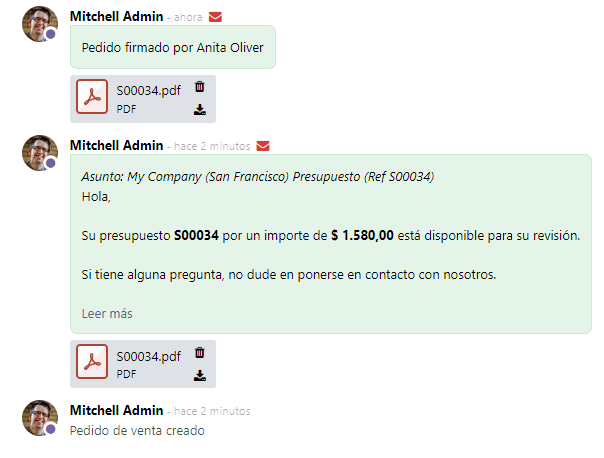 Mitchell Admin - ahora
Pedido firmado por Anita Oliver
S00034.pdf
PDF
Mitchell Admin - hace 2 minutos
Asunto: My Company (San Francisco) Presupuesto (Ref S00034)
Hola,
Su presupuesto S00034 por un importe de $ 1.580,00 está disponible para su revisión.
Si tiene alguna pregunta, no dude en ponerse en contacto con nosotros.
Leer más
S00034.pdf
PDF
Mitchell Admin - hace 2 minutos
Pedido de venta creado